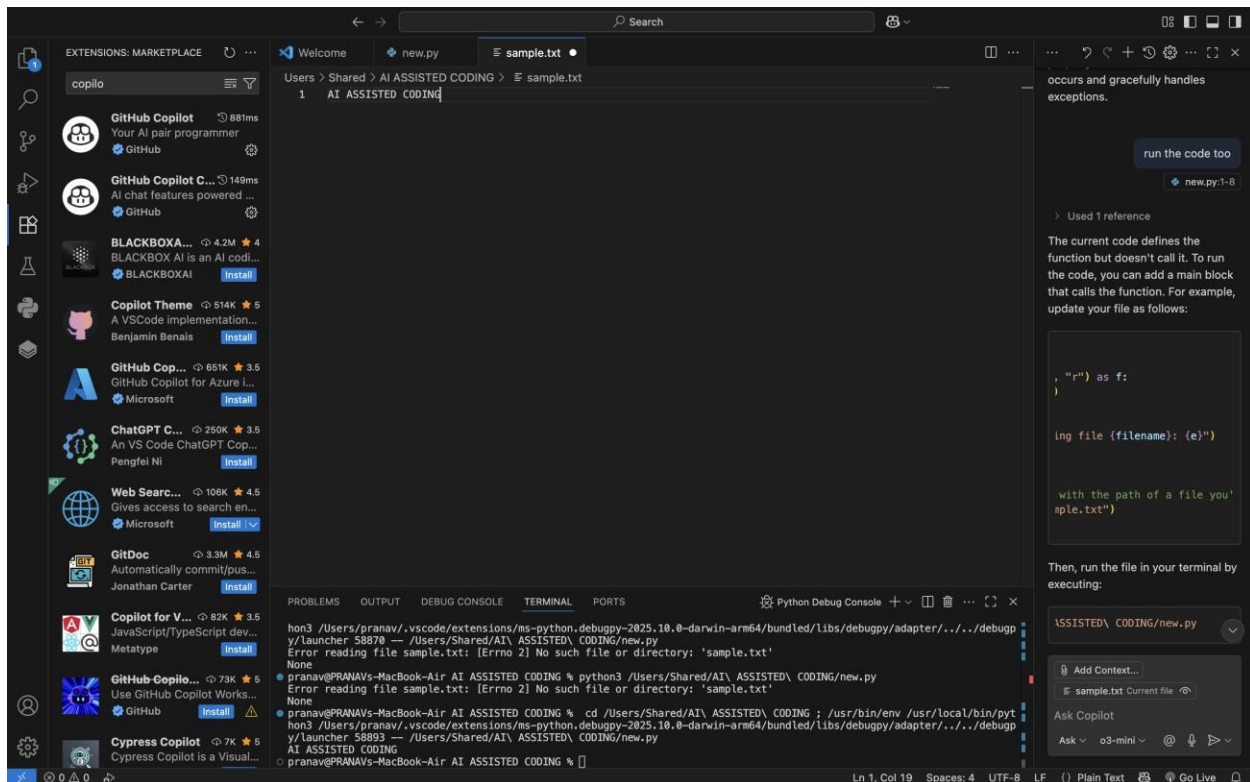 Search
EXTENSIONS: MARKETPLACE
copilo
GitHub Copilot 881ms
Your AI pair programmer
GitHub
GitHub Copilot C... 149ms
AI chat features powered ...
GitHub
BLACKBOXA... 4.2M ★ 4
BLACKBOX AI is an AI codi...
BLACKBOXAI Install
Copilot Theme 514K ★ 5
A VSCode implementation...
Benjamin Benais Install
GitHub Cop... 651K ★ 3.5
GitHub Copilot for Azure i...
Microsoft Install
ChatGPT C... 250K ★ 3.5
An VS Code ChatGPT Cop...
Pengfei Ni Install
Web Searc... 106K ★ 4.5
Gives access to search en...
Microsoft Install
GitDoc 3.3M ★ 4.5
Automatically commit/pus...
Jonathan Carter Install
Copilot for V... 82K ★ 3.5
JavaScript/TypeScript dev...
Metatype Install
GitHub Copilo... 73K ★ 5
Use GitHub Copilot Works...
GitHub Install
Cypress Copilot 7K ★ 5
Cypress Copilot is a Visual...
Welcome new.py sample.txt
Users > Shared > AI ASSISTED CODING > sample.txt
1 AI ASSISTED CODING
PROBLEMS OUTPUT DEBUG CONSOLE TERMINAL PORTS Python Debug Console
hon3 /Users/pranav/.vscode/extensions/ms-python.debugpy-2025.10.0-darwin-arm64/bundled/libs/debugpy/adapter/../../debugp
y/launcher 58870 -- /Users/Shared/AI\ ASSISTED\ CODING/new.py
Error reading file sample.txt: [Errno 2] No such file or directory: 'sample.txt'
None
pranav@PRANAVs-MacBook-Air AI ASSISTED CODING % python3 /Users/Shared/AI\ ASSISTED\ CODING/new.py
Error reading file sample.txt: [Errno 2] No such file or directory: 'sample.txt'
None
pranav@PRANAVs-MacBook-Air AI ASSISTED CODING % cd /Users/Shared/AI\ ASSISTED\ CODING ; /usr/bin/env /usr/local/bin/pyt
hon3 /Users/pranav/.vscode/extensions/ms-python.debugpy-2025.10.0-darwin-arm64/bundled/libs/debugpy/adapter/../../debugp
y/launcher 58893 -- /Users/Shared/AI\ ASSISTED\ CODING/new.py
AI ASSISTED CODING
pranav@PRANAVs-MacBook-Air AI ASSISTED CODING %
occurs and gracefully handles
exceptions.
run the code too
new.py:1-8
> Used 1 reference
The current code defines the
function but doesn't call it. To run
the code, you can add a main block
that calls the function. For example,
update your file as follows:
, "r") as f:
)
ing file {filename}: {e}")
with the path of a file you'
mple.txt")
Then, run the file in your terminal by
executing:
\SSISTED\ CODING/new.py
Add Context...
sample.txt Current file
Ask Copilot
Ask o3-mini @
0 0 Ln 1, Col 19 Spaces: 4 UTF-8 LF {} Plain Text Go Live